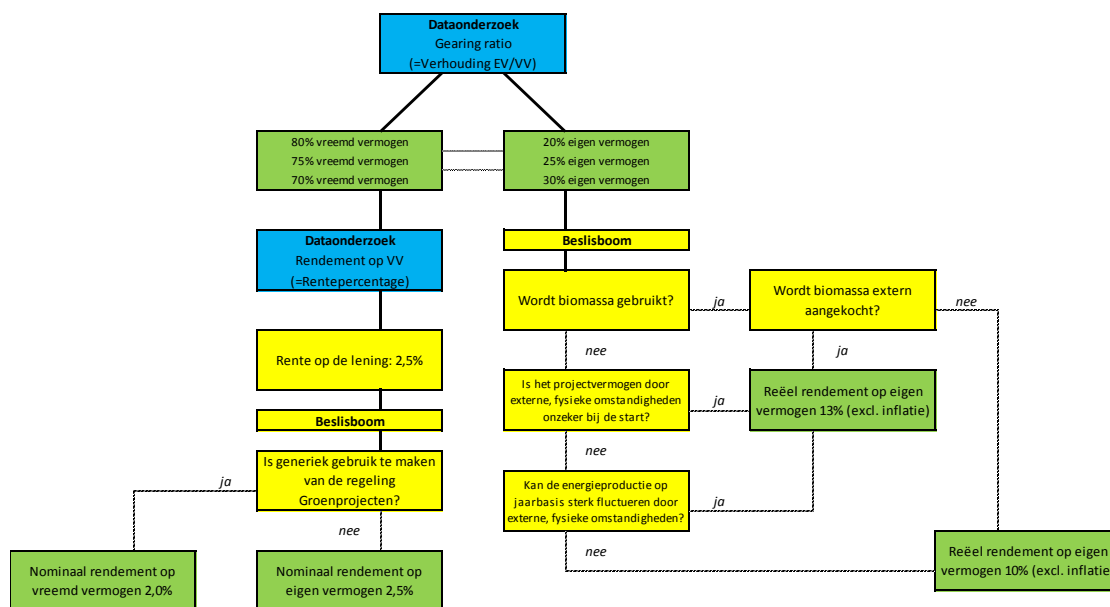 Dataonderzoek
Gearing ratio
(=Verhouding EV/VV)
80% vreemd vermogen
75% vreemd vermogen
70% vreemd vermogen
20% eigen vermogen
25% eigen vermogen
30% eigen vermogen
Dataonderzoek
Rendement op VV
(=Rentepercentage)
Beslisboom
Wordt biomassa gebruikt?
ja
Wordt biomassa extern
aangekocht?
nee
nee
ja
Rente op de lening: 2,5%
Is het projectvermogen door
externe, fysieke omstandigheden
onzeker bij de start?
ja
Reëel rendement op eigen
vermogen 13% (excl. inflatie)
Beslisboom
nee
Is generiek gebruik te maken
van de regeling
Groenprojecten?
ja
nee
Kan de energieproductie op
jaarbasis sterk fluctueren door
externe, fysieke omstandigheden?
ja
nee
Nominaal rendement op
vreemd vermogen 2,0%
Nominaal rendement op
eigen vermogen 2,5%
Reëel rendement op eigen
vermogen 10% (excl. inflatie